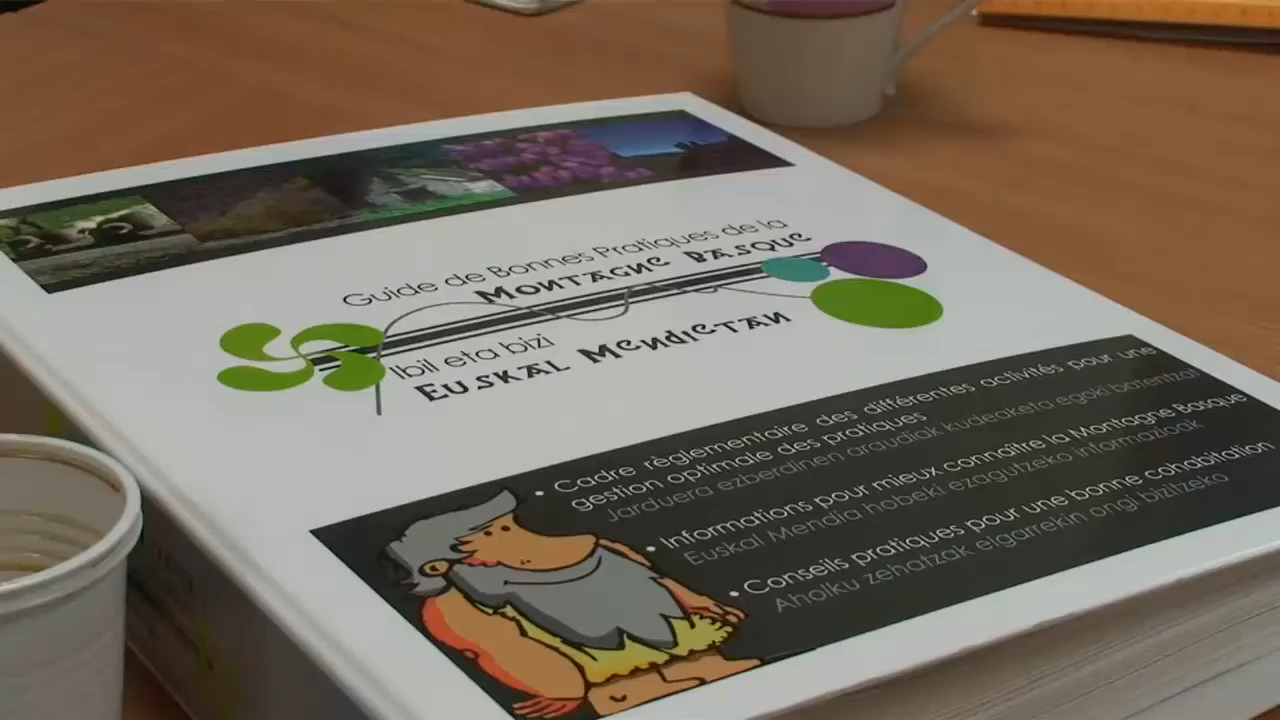 Guide de Bonnes Pratiques de la
MONTAGNE BASQUE
Ibil eta bizi
EUSKAL MENDIETAN
• Cadre règlementaire des différentes activités pour une
gestion optimale des pratiques
Jarduera ezberdinen araudiak kudeaketa egoki batentzat
• Informations pour mieux connaître la Montagne Basque
Euskal Mendia hobeki ezagutzeko informazioak
• Conseils pratiques pour une bonne cohabitation
Aholku zehatzak elgarrekin ongi bizitzeko